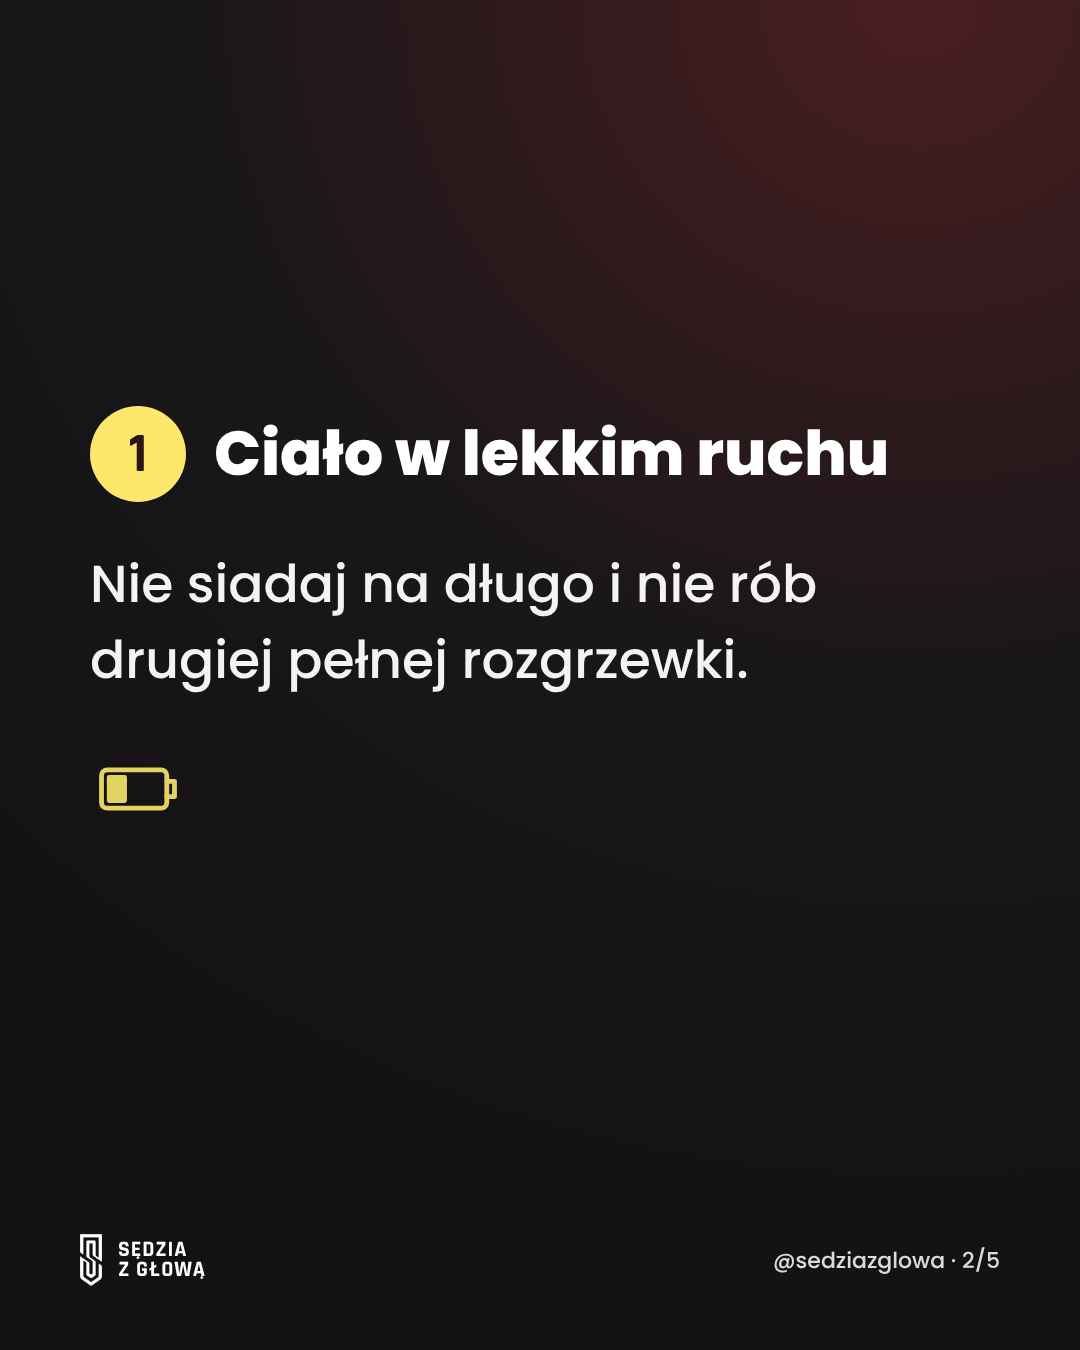 1 Ciało w lekkim ruchu
Nie siadaj na długo i nie rób
drugiej pełnej rozgrzewki.
SĘDZIA
Z GŁOWĄ
@sedziazglowa · 2/5